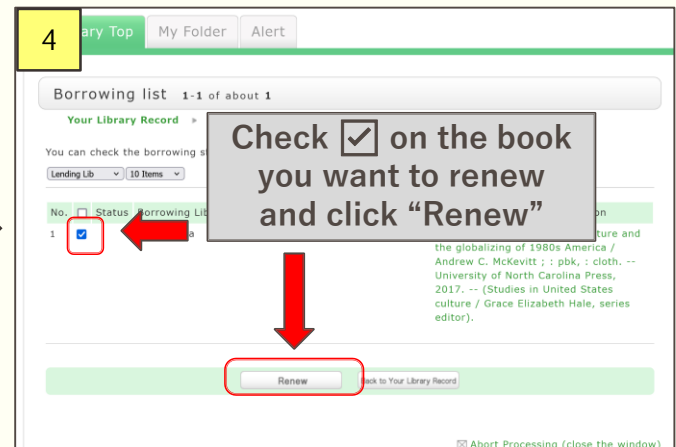 4
ary Top My Folder Alert
Borrowing list 1-1 of about 1
Your Library Record
You can check the borrowing
Lending Lib 10 Items
Check ☑ on the book
you want to renew
and click “Renew”
No. Status Borrowing Lib
1
the globalizing of 1980s America /
Andrew C. McKevitt ; : pbk, : cloth. --
University of North Carolina Press,
2017. -- (Studies in United States
culture / Grace Elizabeth Hale, series
editor).
Renew Back to Your Library Record
Abort Processing (close the window)